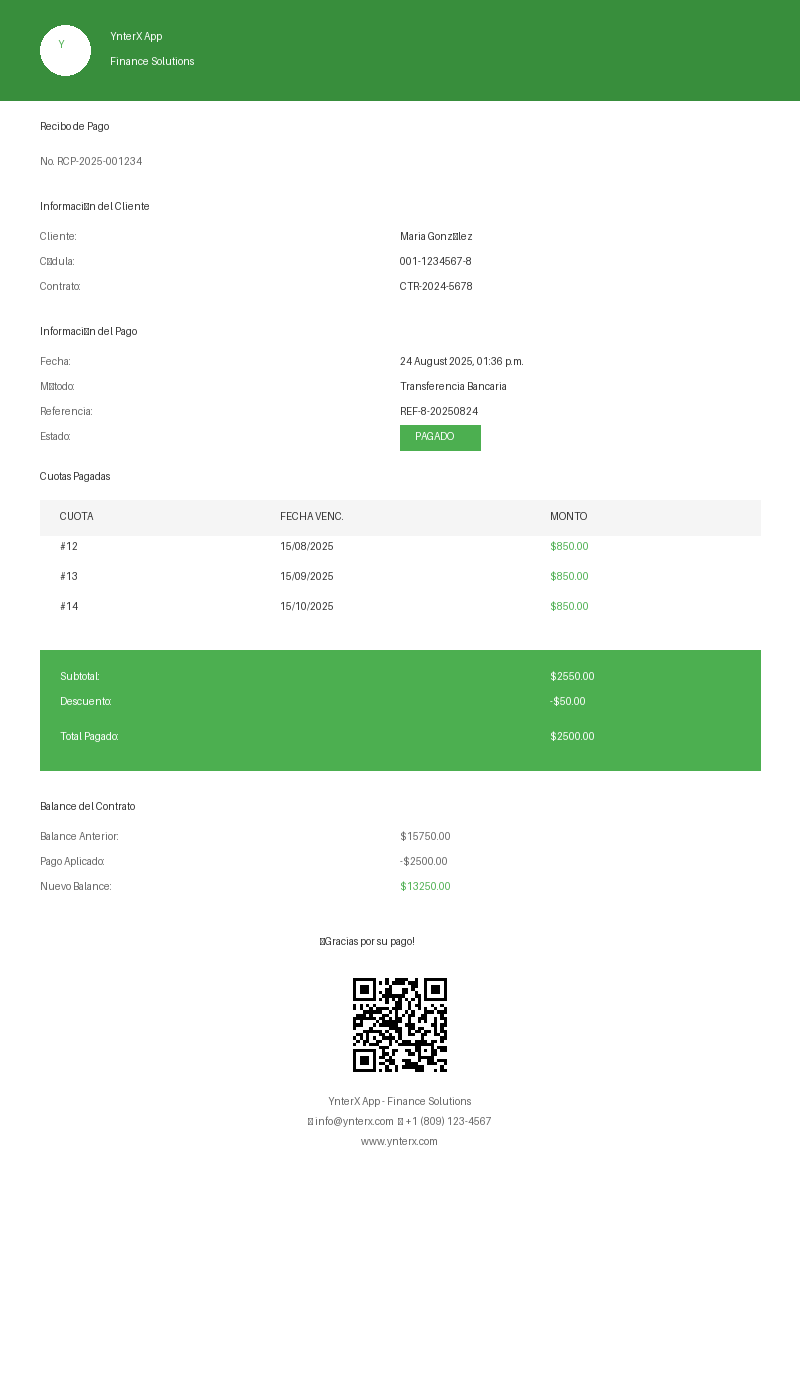 Y
YnterX App
Finance Solutions
Recibo de Pago
No. RCP-2025-001234
Informaci☒n del Cliente
Cliente: Maria Gonz☒lez
C☒dula: 001-1234567-8
Contrato: CTR-2024-5678
Informaci☒n del Pago
Fecha: 24 August 2025, 01:36 p.m.
M☒todo: Transferencia Bancaria
Referencia: REF-8-20250824
Estado: PAGADO
Cuotas Pagadas
CUOTA FECHA VENC. MONTO
#12 15/08/2025 $850.00
#13 15/09/2025 $850.00
#14 15/10/2025 $850.00
Subtotal: $2550.00
Descuento: -$50.00
Total Pagado: $2500.00
Balance del Contrato
Balance Anterior: $15750.00
Pago Aplicado: -$2500.00
Nuevo Balance: $13250.00
☒Gracias por su pago!
YnterX App - Finance Solutions
☒ info@ynterx.com ☒ +1 (809) 123-4567
www.ynterx.com